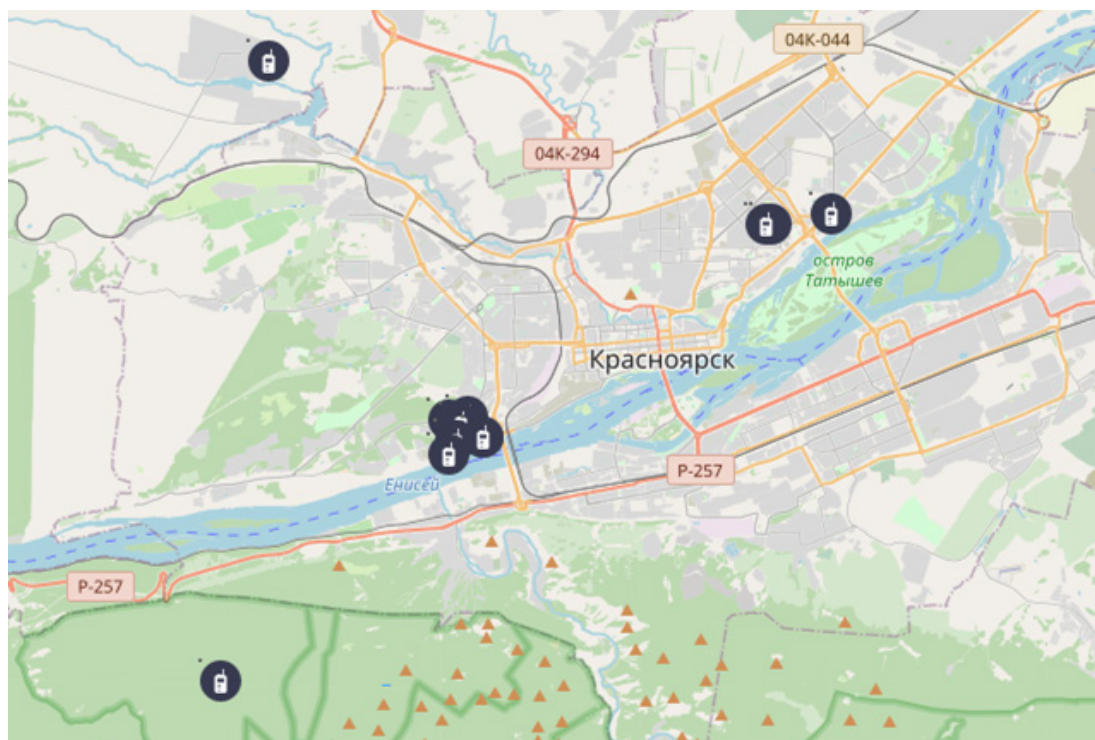 04К-044
04К-294
остров
Татышев
Красноярск
Р-257
Енисей
Р-257